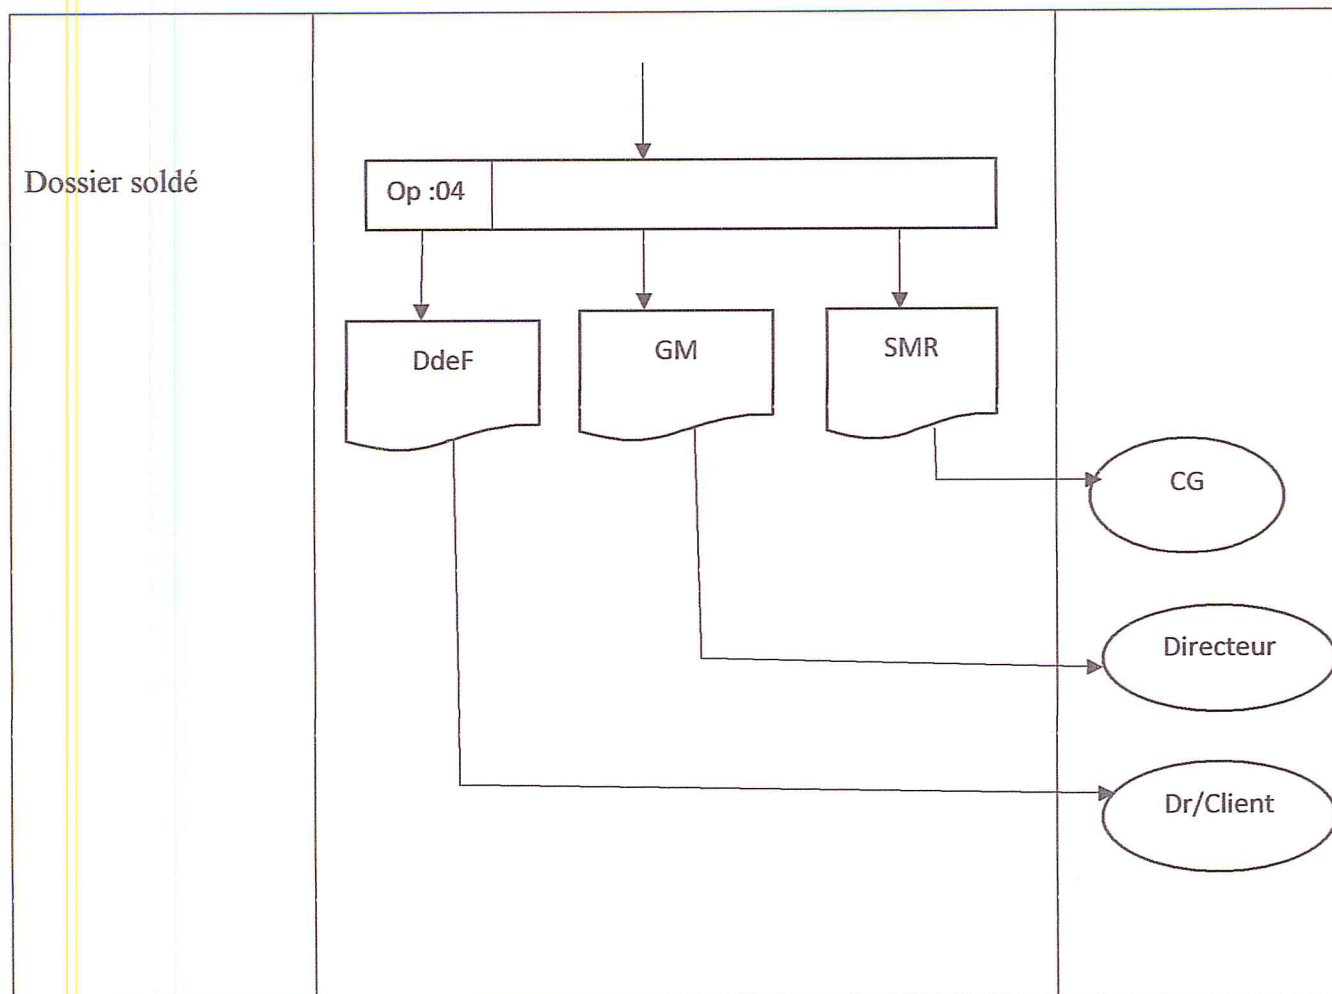 Dossier soldé
Op :04
DdeF
GM
SMR
CG
Directeur
Dr/Client